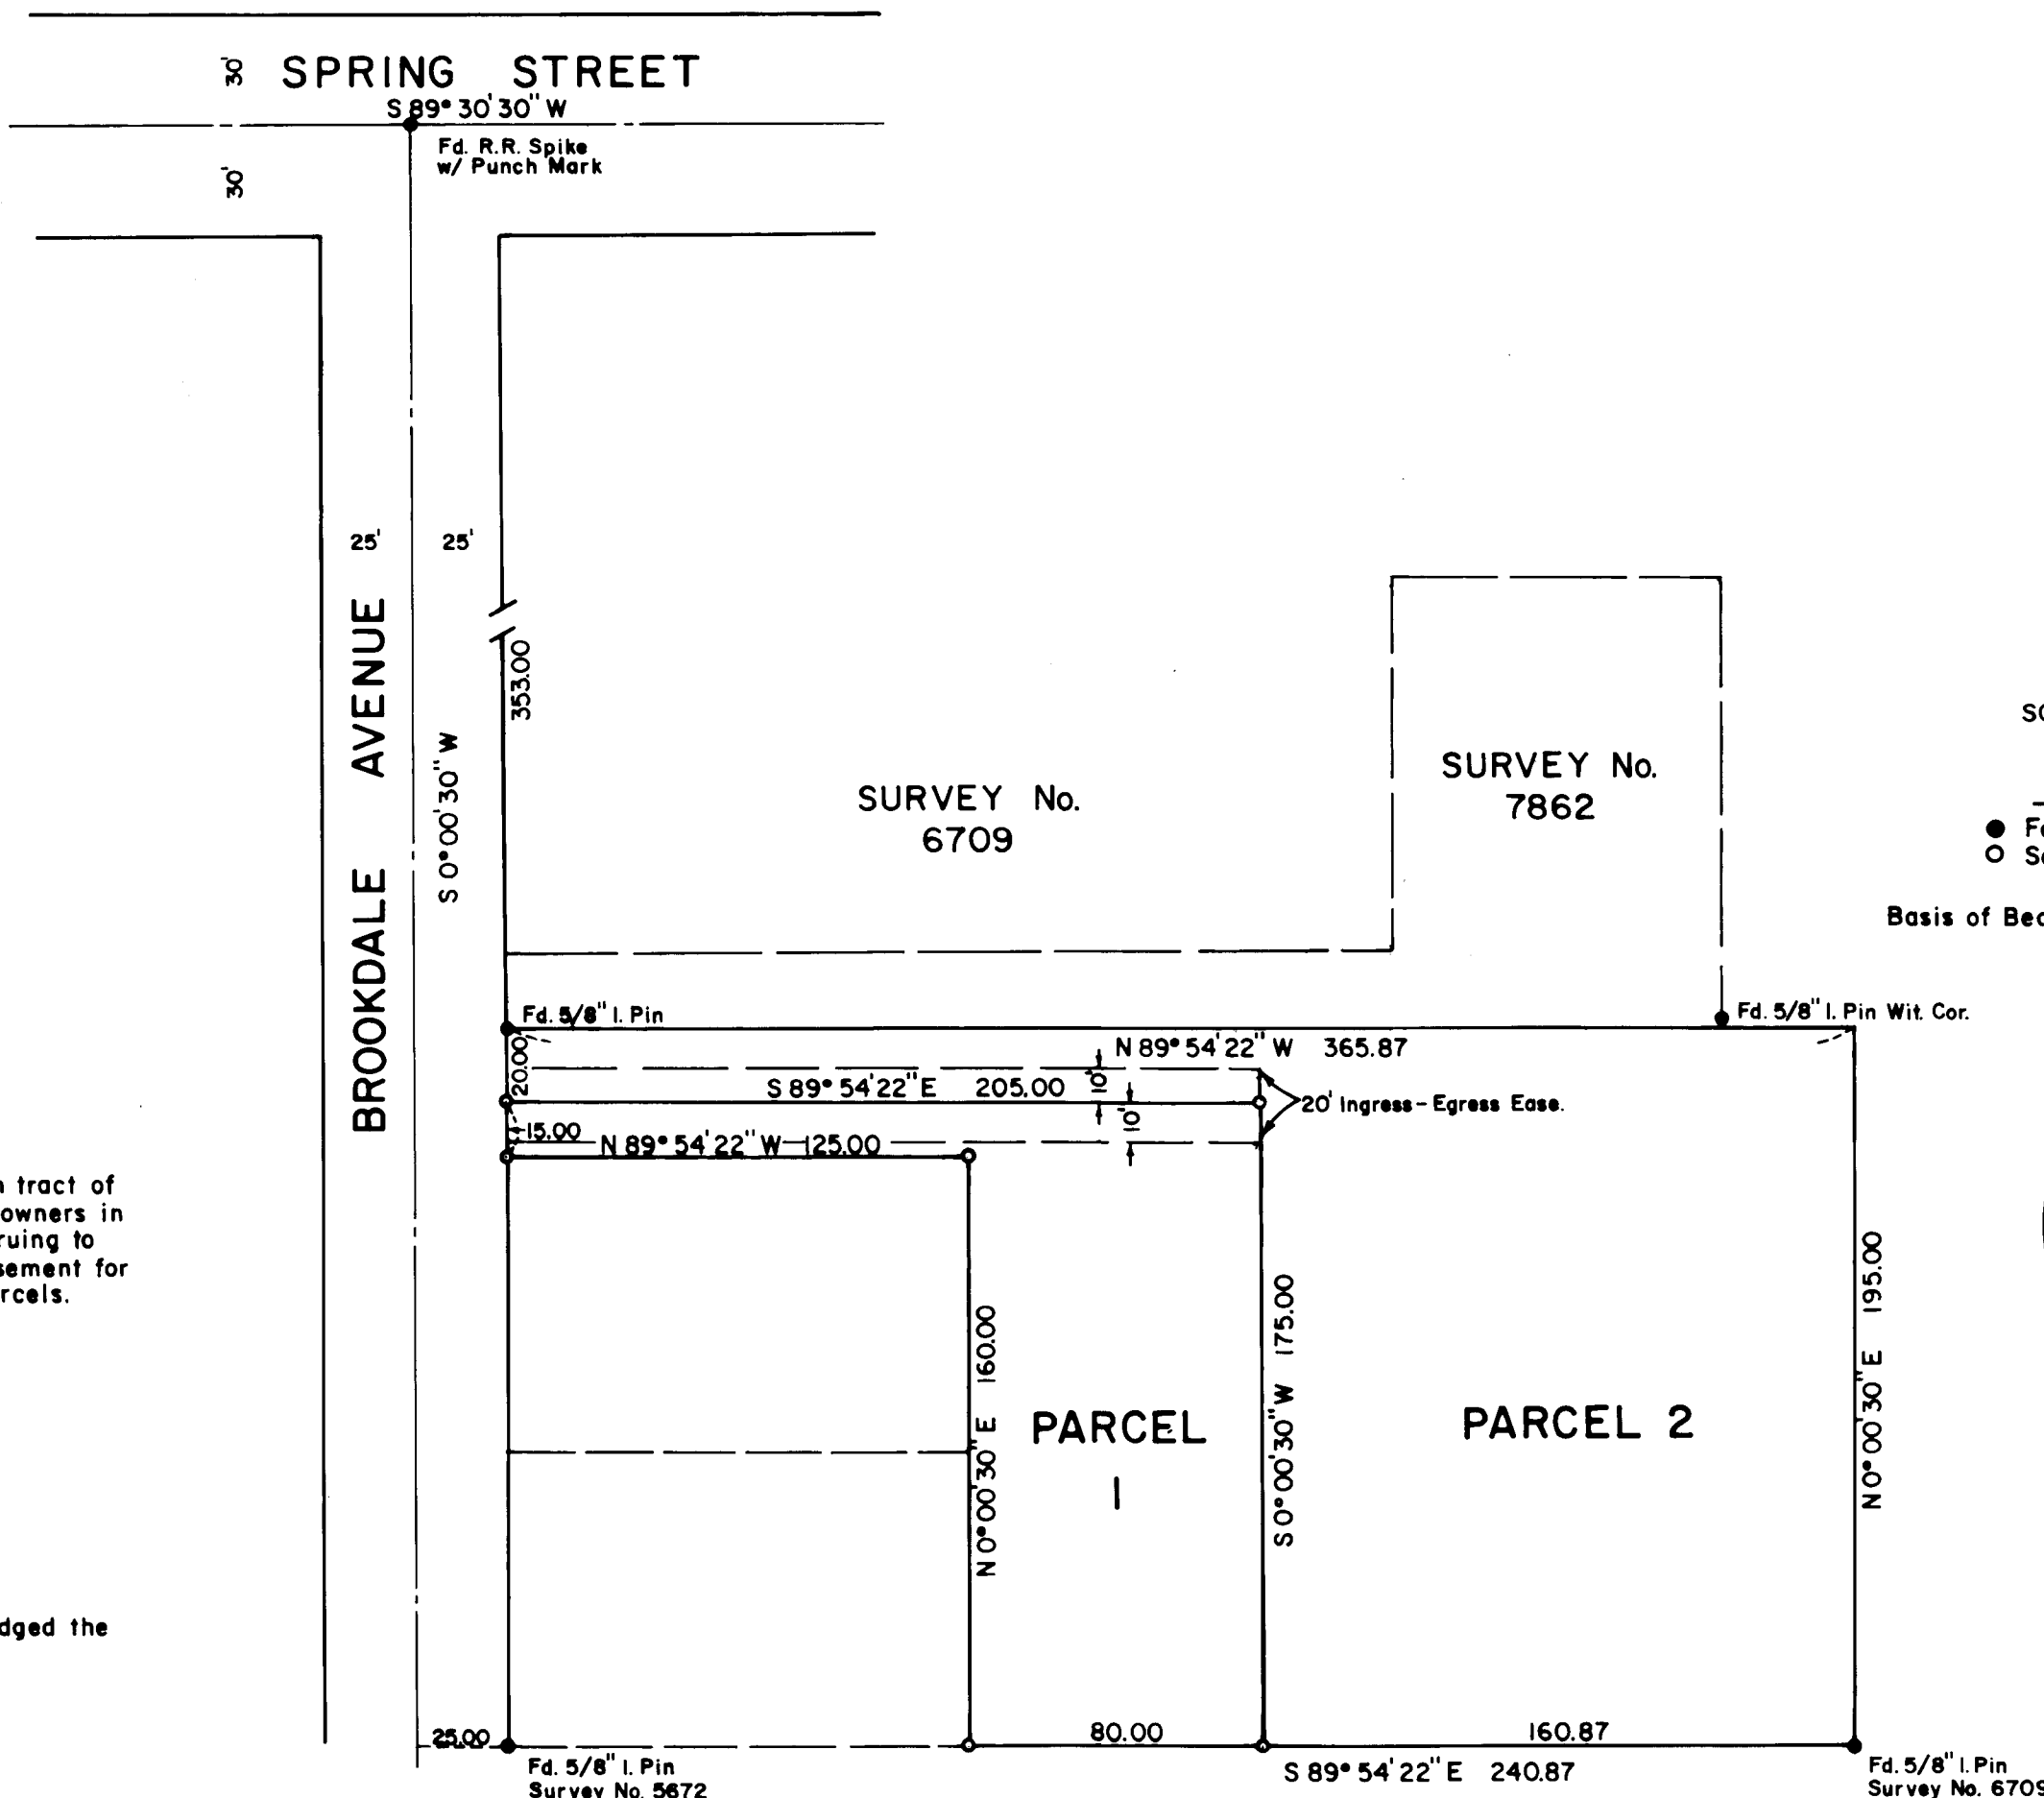 30'
SPRING STREET
S 89° 30' 30" W
Fd. R.R. Spike
w/ Punch Mark
30'
25'
25'
BROOKDALE AVENUE
S 0° 00' 30" W
353.00
SURVEY No.
6709
SURVEY No.
7862
Basis of
Fd. 5/8" I. Pin
Fd. 5/8" I. Pin Wit. Cor.
N 89° 54' 22" W 365.87
20.00
S 89° 54' 22" E 205.00
10'
10'
20' Ingress-Egress Ease.
15.00
N 89° 54' 22" W 125.00
tract of
owners in
ruing to
sement for
rcels.
N 0° 00' 30" E 160.00
PARCEL
1
S 0° 00' 30" W 175.00
PARCEL 2
N 0° 00' 30" E 195.00
dged the
25.00
80.00
160.87
Fd. 5/8" I. Pin
Survey No. 5672
S 89° 54' 22" E 240.87
Fd. 5/8" I. Pin
Survey No. 6709